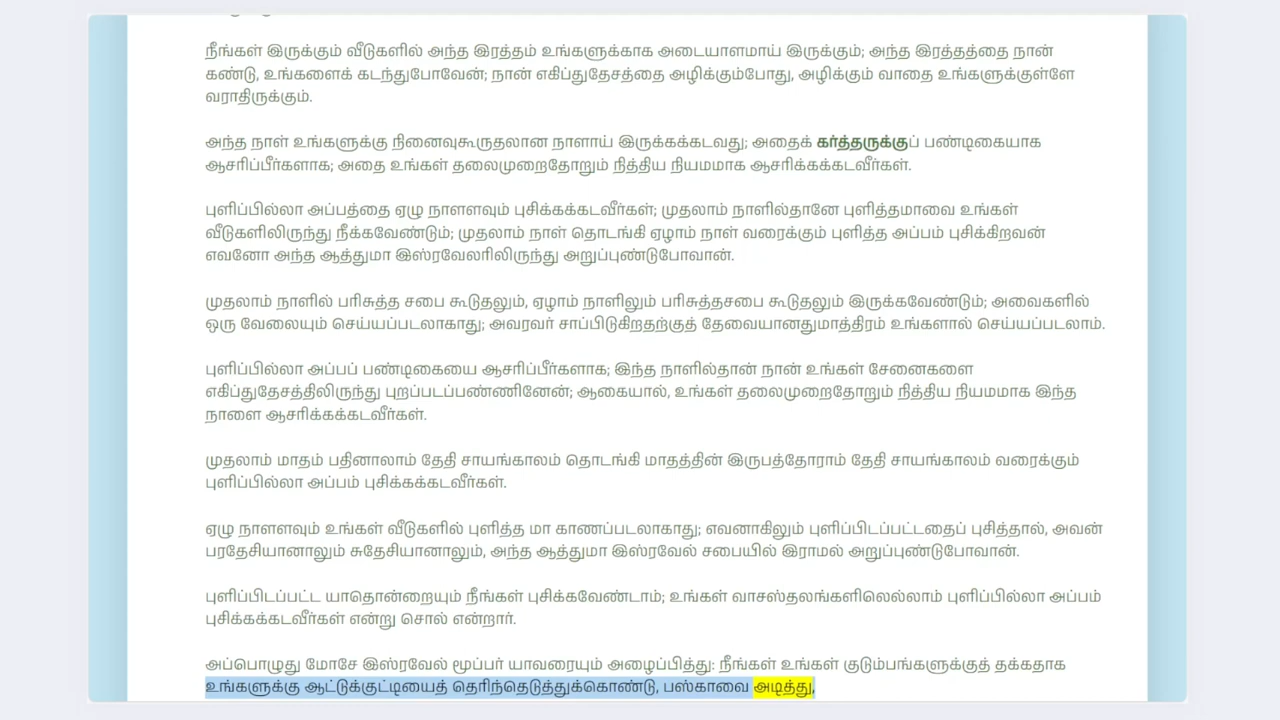 நீங்கள் இருக்கும் வீடுகளில் அந்த இரத்தம் உங்களுக்காக அடையாளமாய் இருக்கும்; அந்த இரத்தத்தை நான்
கண்டு, உங்களைக் கடந்துபோவேன்; நான் எகிப்துதேசத்தை அழிக்கும்போது, அழிக்கும் வாதை உங்களுக்குள்ளே
வராதிருக்கும்.
அந்த நாள் உங்களுக்கு நினைவுகூருதலான நாளாய் இருக்கக்கடவது; அதைக் கர்த்தருக்குப் பண்டிகையாக
ஆசரிப்பீர்களாக; அதை உங்கள் தலைமுறைதோறும் நித்திய நியமமாக ஆசரிக்கக்கடவீர்கள்.
புளிப்பில்லா அப்பத்தை ஏழு நாளளவும் புசிக்கக்கடவீர்கள்; முதலாம் நாளில்தானே புளித்தமாவை உங்கள்
வீடுகளிலிருந்து நீக்கவேண்டும்; முதலாம் நாள் தொடங்கி ஏழாம் நாள் வரைக்கும் புளித்த அப்பம் புசிக்கிறவன்
எவனோ அந்த ஆத்துமா இஸ்ரவேலரிலிருந்து அறுப்புண்டுபோவான்.
முதலாம் நாளில் பரிசுத்த சபை கூடுதலும், ஏழாம் நாளிலும் பரிசுத்தசபை கூடுதலும் இருக்கவேண்டும்; அவைகளில்
ஒரு வேலையும் செய்யப்படலாகாது; அவரவர் சாப்பிடுகிறதற்குத் தேவையானதுமாத்திரம் உங்களால் செய்யப்படலாம்.
புளிப்பில்லா அப்பப் பண்டிகையை ஆசரிப்பீர்களாக; இந்த நாளில்தான் நான் உங்கள் சேனைகளை
எகிப்துதேசத்திலிருந்து புறப்படப்பண்ணினேன்; ஆகையால், உங்கள் தலைமுறைதோறும் நித்திய நியமமாக இந்த
நாளை ஆசரிக்கக்கடவீர்கள்.
முதலாம் மாதம் பதினாலாம் தேதி சாயங்காலம் தொடங்கி மாதத்தின் இருபத்தோராம் தேதி சாயங்காலம் வரைக்கும்
புளிப்பில்லா அப்பம் புசிக்கக்கடவீர்கள்.
ஏழு நாளளவும் உங்கள் வீடுகளில் புளித்த மா காணப்படலாகாது; எவனாகிலும் புளிப்பிடப்பட்டதைப் புசித்தால், அவன்
பரதேசியானாலும் சுதேசியானாலும், அந்த ஆத்துமா இஸ்ரவேல் சபையில் இராமல் அறுப்புண்டுபோவான்.
புளிப்பிடப்பட்ட யாதொன்றையும் நீங்கள் புசிக்கவேண்டாம்; உங்கள் வாசஸ்தலங்களிலெல்லாம் புளிப்பில்லா அப்பம்
புசிக்கக்கடவீர்கள் என்று சொல் என்றார்.
அப்பொழுது மோசே இஸ்ரவேல் மூப்பர் யாவரையும் அழைப்பித்து: நீங்கள் உங்கள் குடும்பங்களுக்குத் தக்கதாக
உங்களுக்கு ஆட்டுக்குட்டியைத் தெரிந்தெடுத்துக்கொண்டு, பஸ்காவை அடித்து,